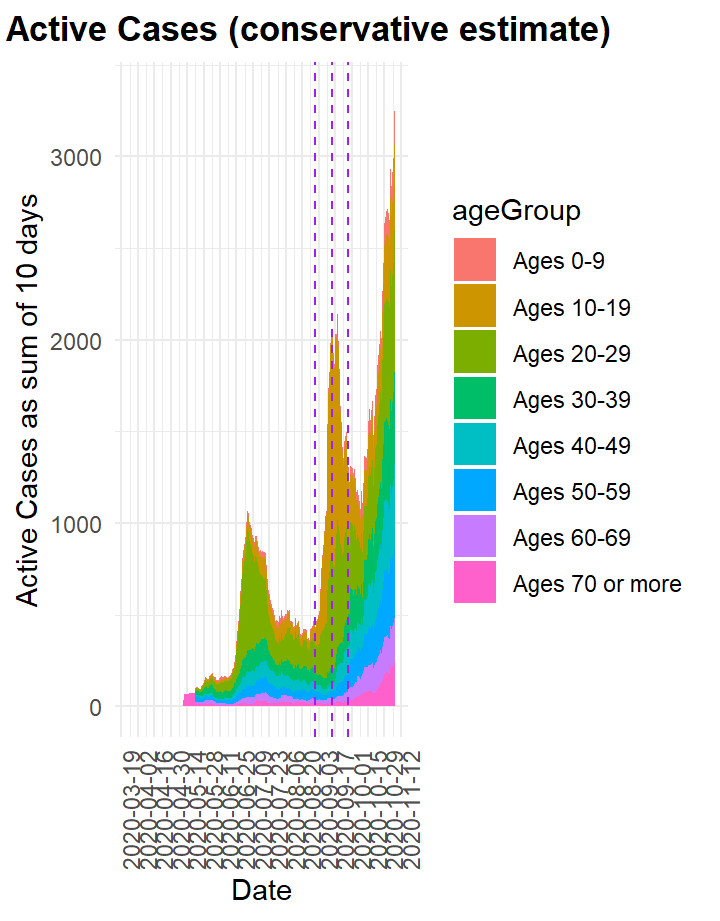 Active Cases (conservative estimate)
Active Cases as sum of 10 days
3000
2000
1000
0
2020-03-19
2020-04-02
2020-04-16
2020-04-30
2020-05-14
2020-05-28
2020-06-11
2020-06-25
2020-07-09
2020-07-23
2020-08-06
2020-08-20
2020-09-03
2020-09-17
2020-10-01
2020-10-15
2020-10-29
2020-11-12
Date
ageGroup
Ages 0-9
Ages 10-19
Ages 20-29
Ages 30-39
Ages 40-49
Ages 50-59
Ages 60-69
Ages 70 or more